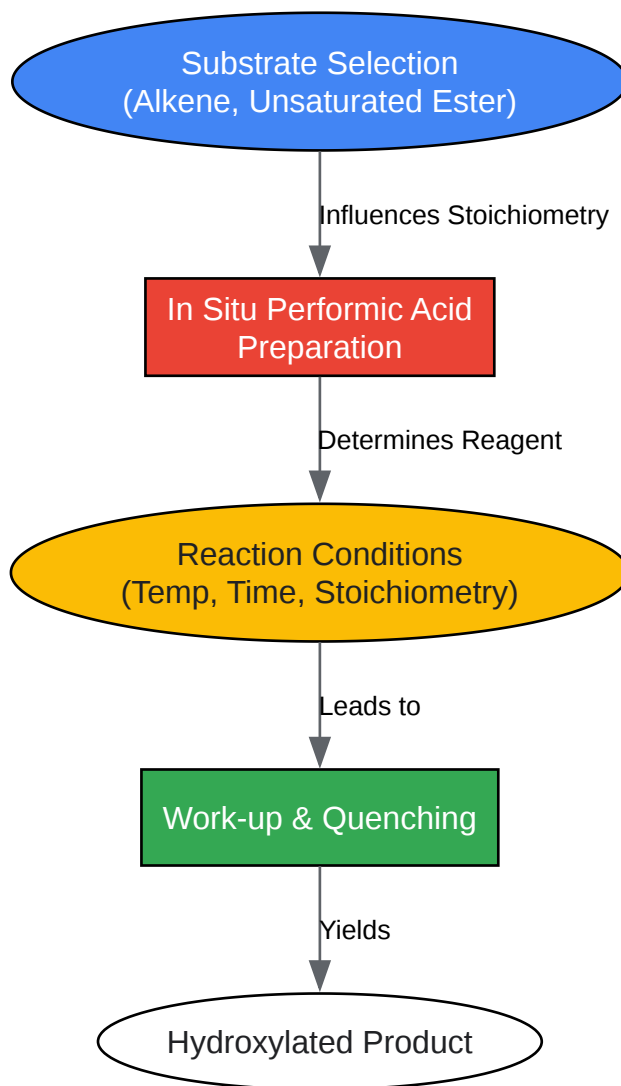 Substrate Selection
(Alkene, Unsaturated Ester)
Influences Stoichiometry
In Situ Performic Acid
Preparation
Determines Reagent
Reaction Conditions
(Temp, Time, Stoichiometry)
Leads to
Work-up & Quenching
Yields
Hydroxylated Product